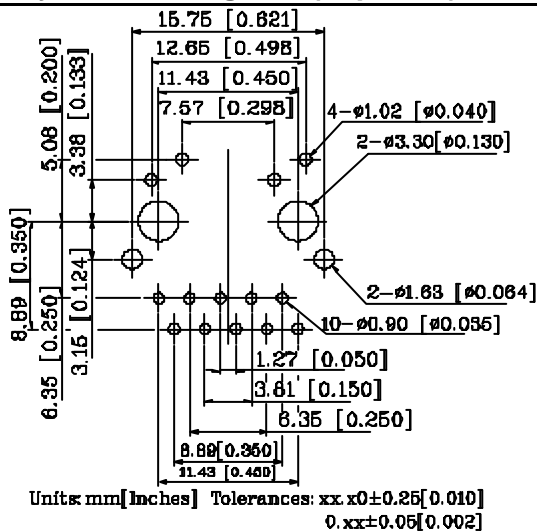 15.75 [0.621]
12.65 [0.498]
11.43 [0.450]
7.57 [0.298]
5.08 [0.200]
3.38 [0.133]
4-ø1.02 [ø0.040]
2-ø3.30[ø0.130]
8.89 [0.350]
6.35 [0.250]
3.15 [0.124]
2-ø1.63 [ø0.064]
10-ø0.90 [ø0.035]
1.27 [0.050]
3.81 [0.150]
6.35 [0.250]
8.89[0.350]
11.43 [0.450]
Units: mm[Inches] Tolerances: xx.x0±0.25[0.010]
0.xx±0.05[0.002]